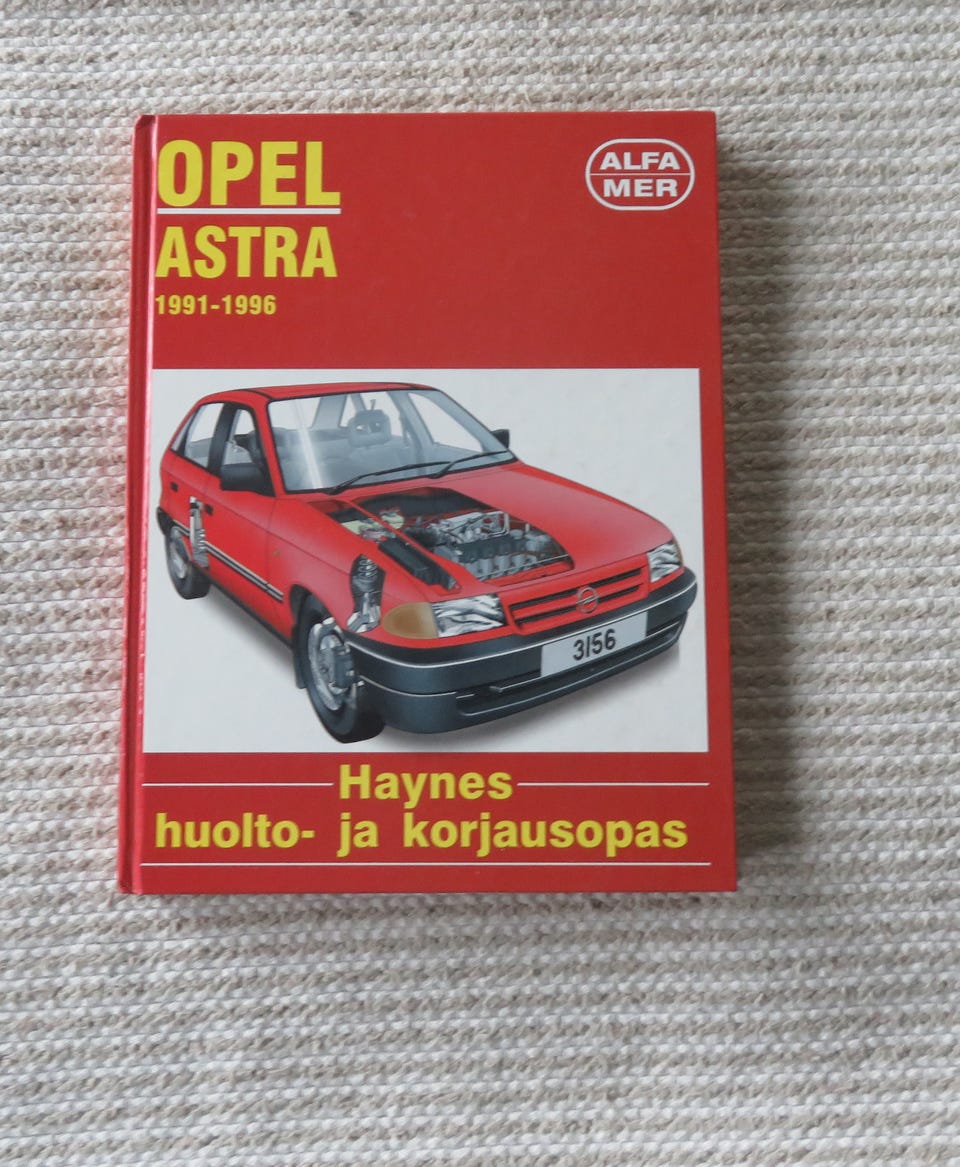 OPEL
ASTRA
1991-1996
ALFA
MER
3156
Haynes
huolto- ja korjausopas